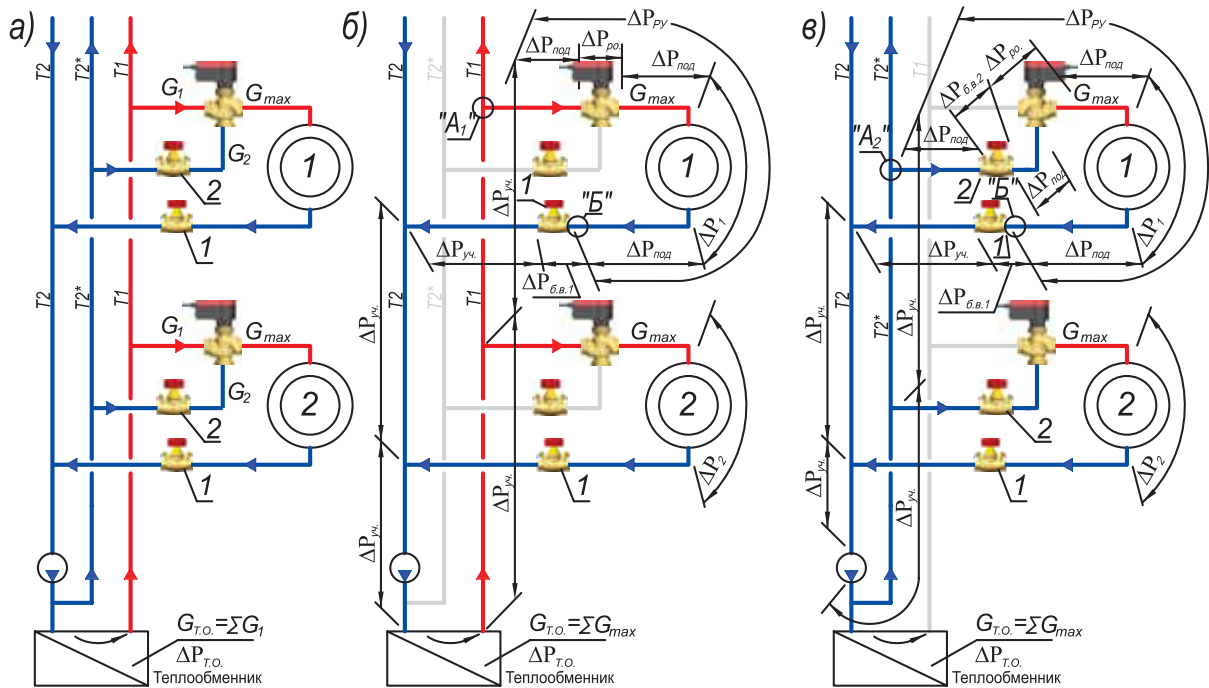 а)
T2
T2*
T1
G₁
Gmax
G₂
1
2
1
T2
T2*
T1
G₁
Gmax
G₂
2
2
1
GТ.О.=ΣG₁
ΔPТ.О.
Теплообменник
б)
ΔPРУ
ΔPпод
ΔPро.
ΔPпод
T2
T2*
T1
Gmax
"А₁"
1
1
ΔPуч.
"Б"
ΔP₁
ΔPуч.
ΔPпод
ΔPб.в.1
T2
T2*
T1
ΔPуч.
Gmax
2
ΔP₂
1
ΔPуч.
ΔPуч.
GТ.О.=ΣGmax
ΔPТ.О.
Теплообменник
в)
ΔPРУ
ΔPро.
ΔPпод
ΔPб.в.2
T2
T2*
T1
Gmax
"А₂"
ΔPпод
1
2
"Б"
ΔPпод
ΔP₁
1
ΔPуч.
ΔPпод
ΔPб.в.1
T2
T2*
ΔPуч.
ΔPуч.
Gmax
2
2
ΔP₂
1
ΔPуч.
ΔPуч.
GТ.О.=ΣGmax
ΔPТ.О.
Теплообменник